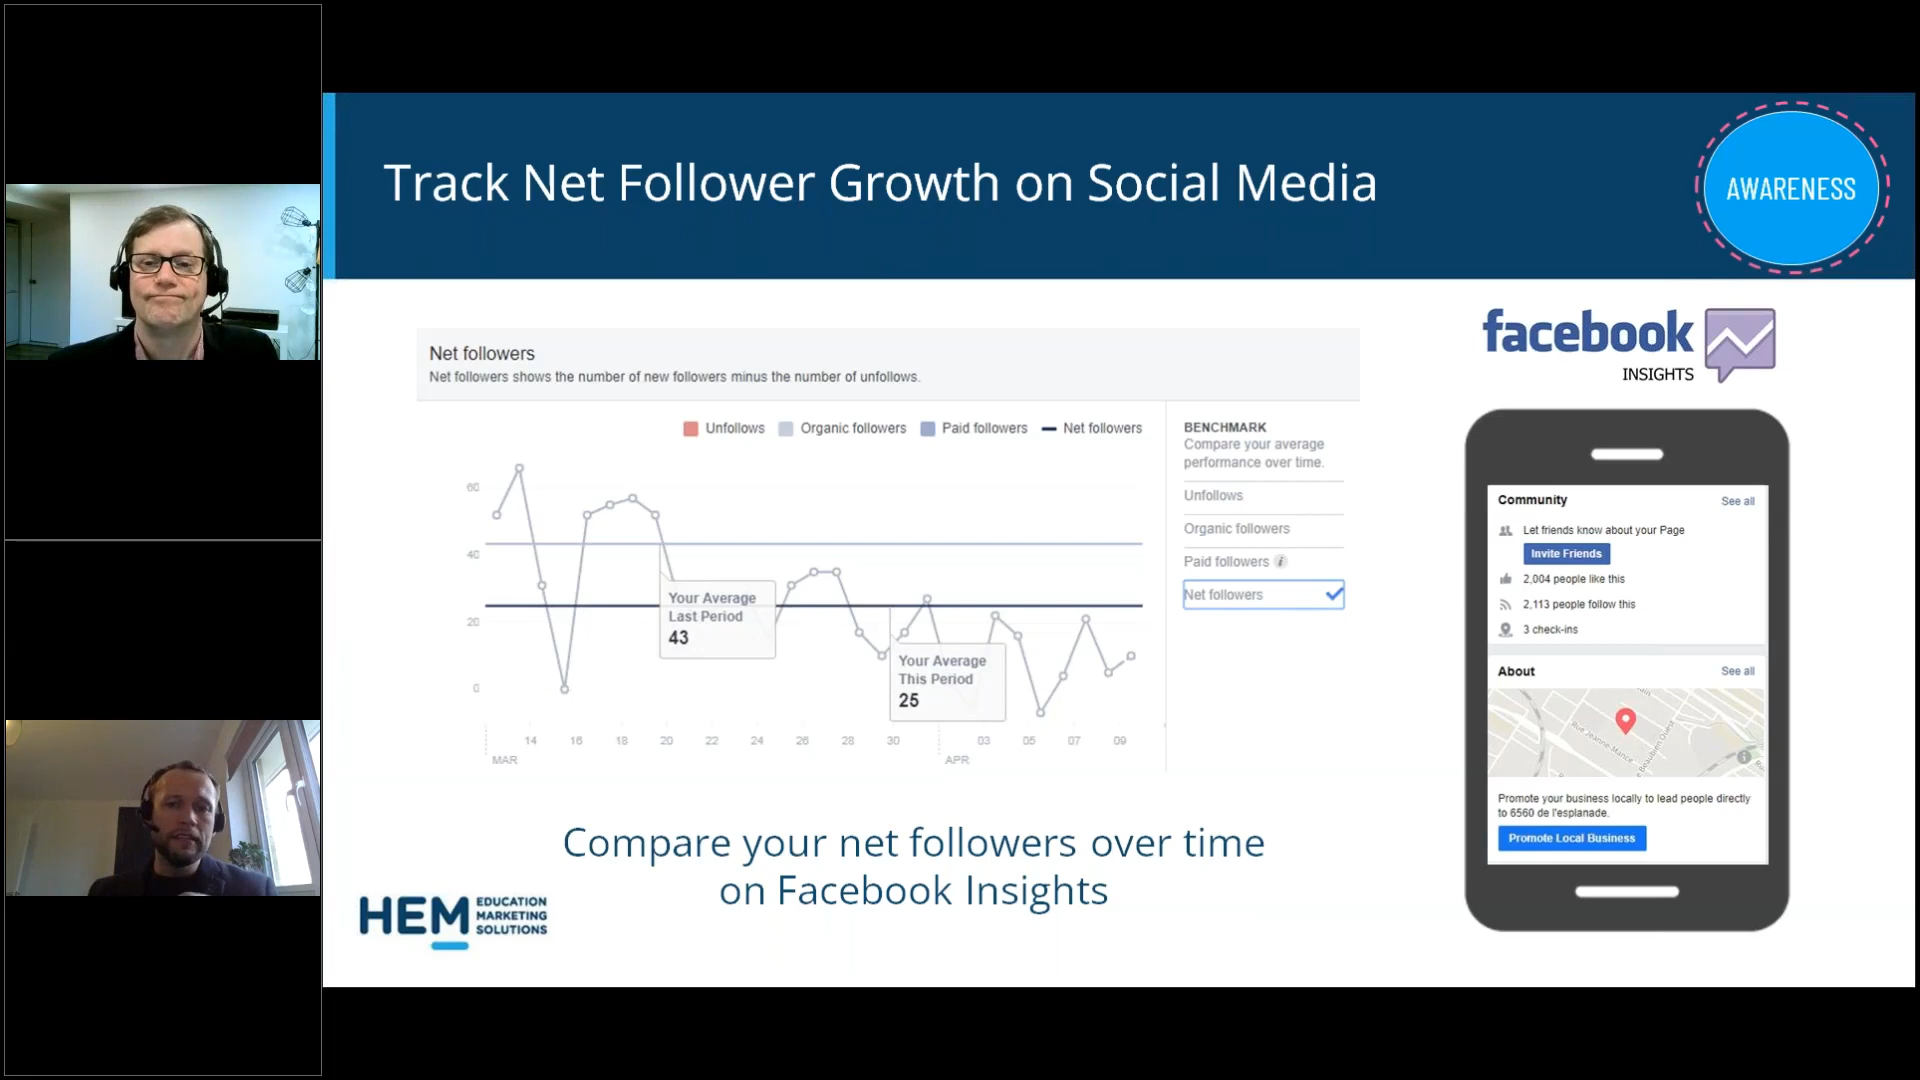 Track Net Follower Growth on Social Media
AWARENESS
facebook
INSIGHTS
Net followers
Net followers shows the number of new followers minus the number of unfollows.
Unfollows Organic followers Paid followers Net followers
60
40
20
0
Your Average
Last Period
43
Your Average
This Period
25
14 16 18 20 22 24 26 28 30 03 05 07 09
MAR APR
BENCHMARK
Compare your average
performance over time.
Unfollows
Organic followers
Paid followers i
Net followers
Community See all
Let friends know about your Page
Invite Friends
2,004 people like this
2,113 people follow this
3 check-ins
About See all
Rue Jeanne-Mance
Beaubien Ouest
Promote your business locally to lead people directly
to 6560 de l'esplanade.
Promote Local Business
Compare your net followers over time
on Facebook Insights
HEM
EDUCATION
MARKETING
SOLUTIONS